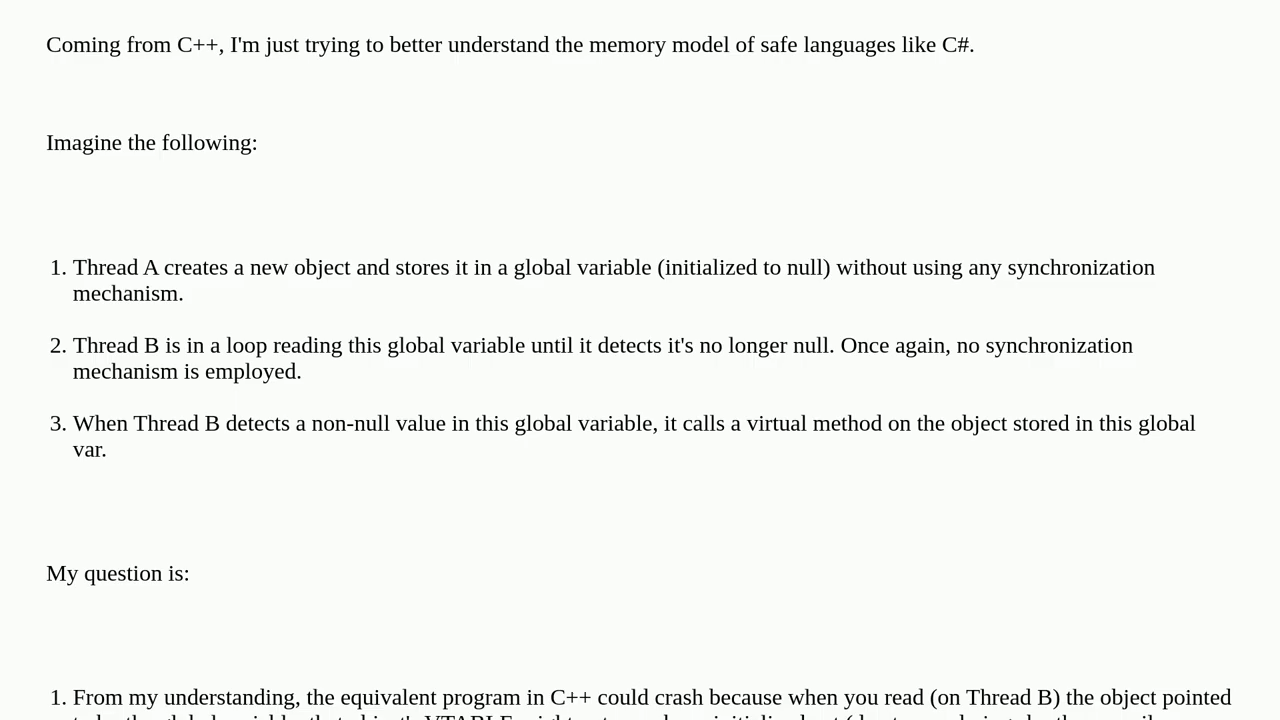 Coming from C++, I'm just trying to better understand the memory model of safe languages like C#.
Imagine the following:
1. Thread A creates a new object and stores it in a global variable (initialized to null) without using any synchronization
mechanism.
2. Thread B is in a loop reading this global variable until it detects it's no longer null. Once again, no synchronization
mechanism is employed.
3. When Thread B detects a non-null value in this global variable, it calls a virtual method on the object stored in this global
var.
My question is:
1. From my understanding, the equivalent program in C++ could crash because when you read (on Thread B) the object pointed